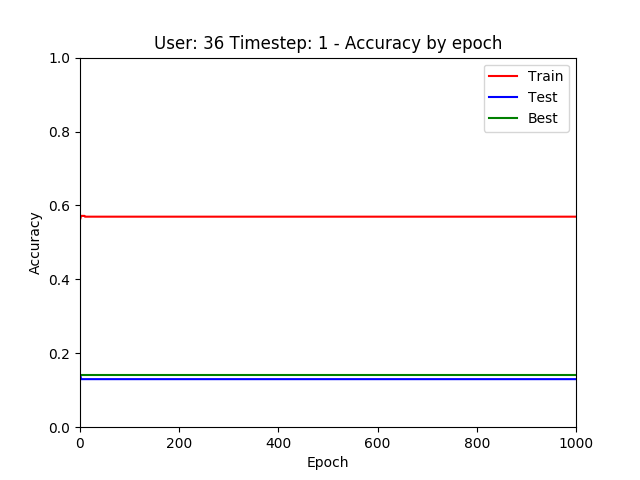 User: 36 Timestep: 1 - Accuracy by epoch
1.0
0.8
0.6
0.4
0.2
0.0
Accuracy
Train
Test
Best
0 200 400 600 800 1000
Epoch